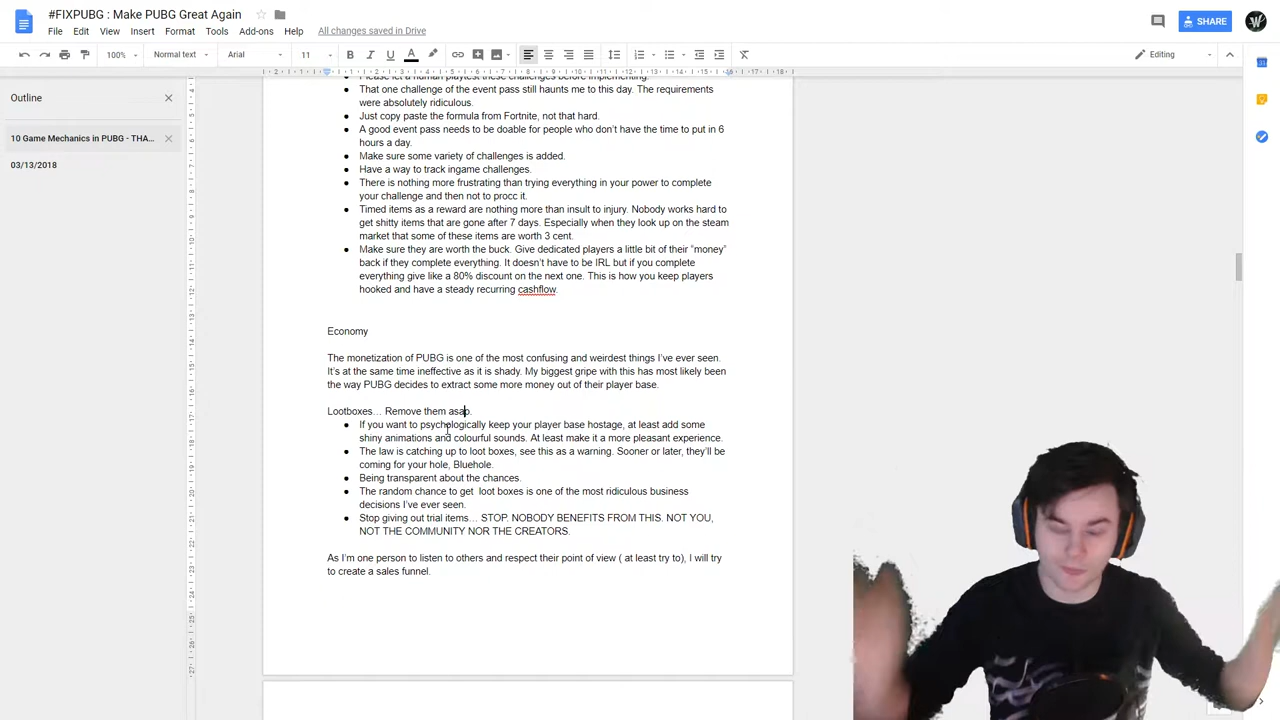 #FIXPUBG : Make PUBG Great Again
File Edit View Insert Format Tools Add-ons Help All changes saved in Drive
SHARE
100% Normal text Arial 11 Editing
Outline
10 Game Mechanics in PUBG - THA...
03/13/2018
Please let a human playtest these challenges before implementing.
That one challenge of the event pass still haunts me to this day. The requirements
were absolutely ridiculous.
Just copy paste the formula from Fortnite, not that hard.
A good event pass needs to be doable for people who don't have the time to put in 6
hours a day.
Make sure some variety of challenges is added.
Have a way to track ingame challenges.
There is nothing more frustrating than trying everything in your power to complete
your challenge and then not to procc it.
Timed items as a reward are nothing more than insult to injury. Nobody works hard to
get shitty items that are gone after 7 days. Especially when they look up on the steam
market that some of these items are worth 3 cent.
Make sure they are worth the buck. Give dedicated players a little bit of their "money"
back if they complete everything. It doesn't have to be IRL but if you complete
everything give like a 80% discount on the next one. This is how you keep players
hooked and have a steady recurring cashflow.
Economy
The monetization of PUBG is one of the most confusing and weirdest things I've ever seen.
It's at the same time ineffective as it is shady. My biggest gripe with this has most likely been
the way PUBG decides to extract some more money out of their player base.
Lootboxes... Remove them asap.
If you want to psychologically keep your player base hostage, at least add some
shiny animations and colourful sounds. At least make it a more pleasant experience.
The law is catching up to loot boxes, see this as a warning. Sooner or later, they'll be
coming for your hole, Bluehole.
Being transparent about the chances.
The random chance to get loot boxes is one of the most ridiculous business
decisions I've ever seen.
Stop giving out trial items... STOP. NOBODY BENEFITS FROM THIS. NOT YOU,
NOT THE COMMUNITY NOR THE CREATORS.
As I'm one person to listen to others and respect their point of view ( at least try to), I will try
to create a sales funnel.